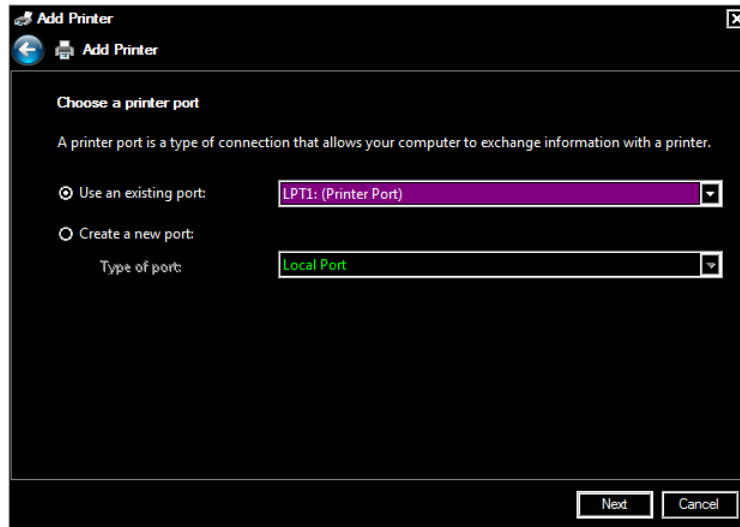 Add Printer
Add Printer
Choose a printer port
A printer port is a type of connection that allows your computer to exchange information with a printer.
Use an existing port: LPT1: (Printer Port)
Create a new port:
Type of port: Local Port
Next Cancel